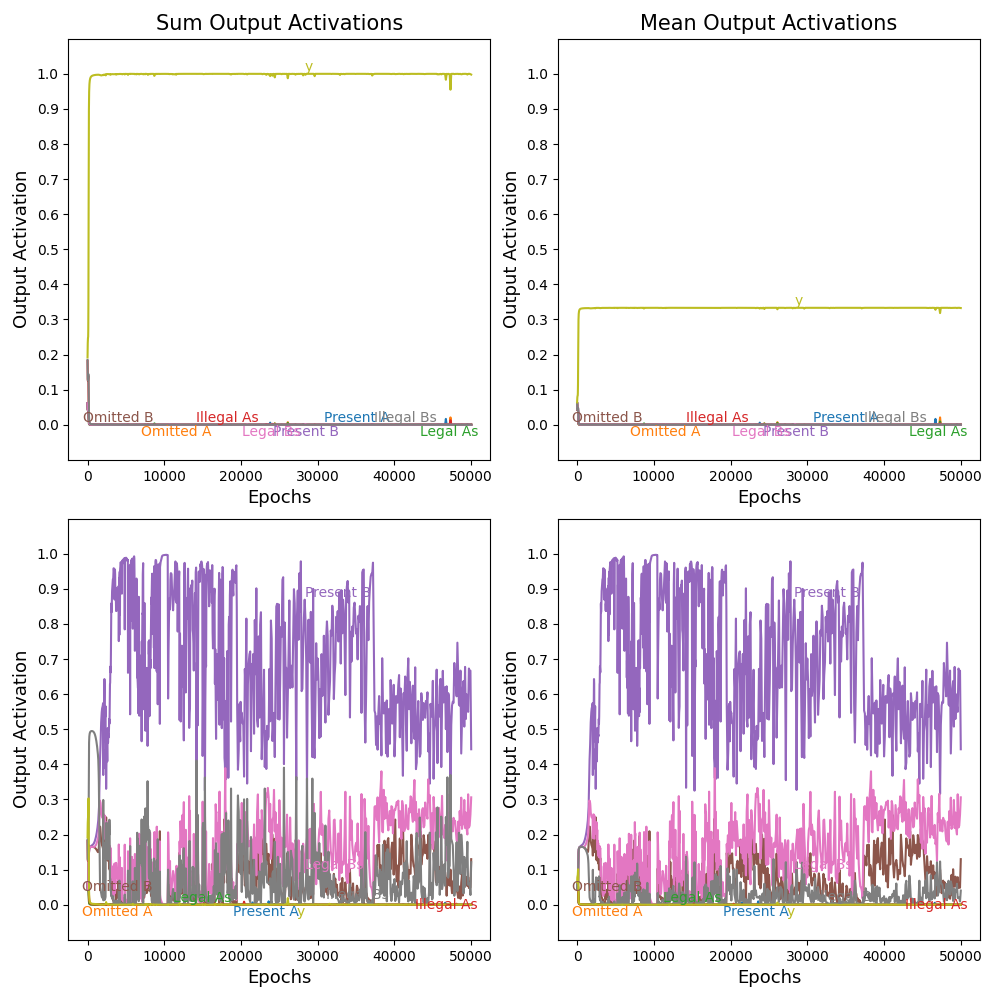 Sum Output Activations
Mean Output Activations
Output Activation
1.0
0.9
0.8
0.7
0.6
0.5
0.4
0.3
0.2
0.1
0.0
y
Omitted B
Illegal As
Present A
Illegal Bs
Omitted A
Legal Bs
Present B
Legal As
0
10000
20000
30000
40000
50000
Epochs
Output Activation
1.0
0.9
0.8
0.7
0.6
0.5
0.4
0.3
0.2
0.1
0.0
y
Omitted B
Illegal As
Present A
Illegal Bs
Omitted A
Legal Bs
Present B
Legal As
0
10000
20000
30000
40000
50000
Epochs
Output Activation
1.0
0.9
0.8
0.7
0.6
0.5
0.4
0.3
0.2
0.1
0.0
Present B
Legal Bs
Omitted B
Legal As
Illegal As
Omitted A
Present A
y
0
10000
20000
30000
40000
50000
Epochs
Output Activation
1.0
0.9
0.8
0.7
0.6
0.5
0.4
0.3
0.2
0.1
0.0
Present B
Legal Bs
Omitted B
Legal As
Illegal As
Omitted A
Present A
y
0
10000
20000
30000
40000
50000
Epochs